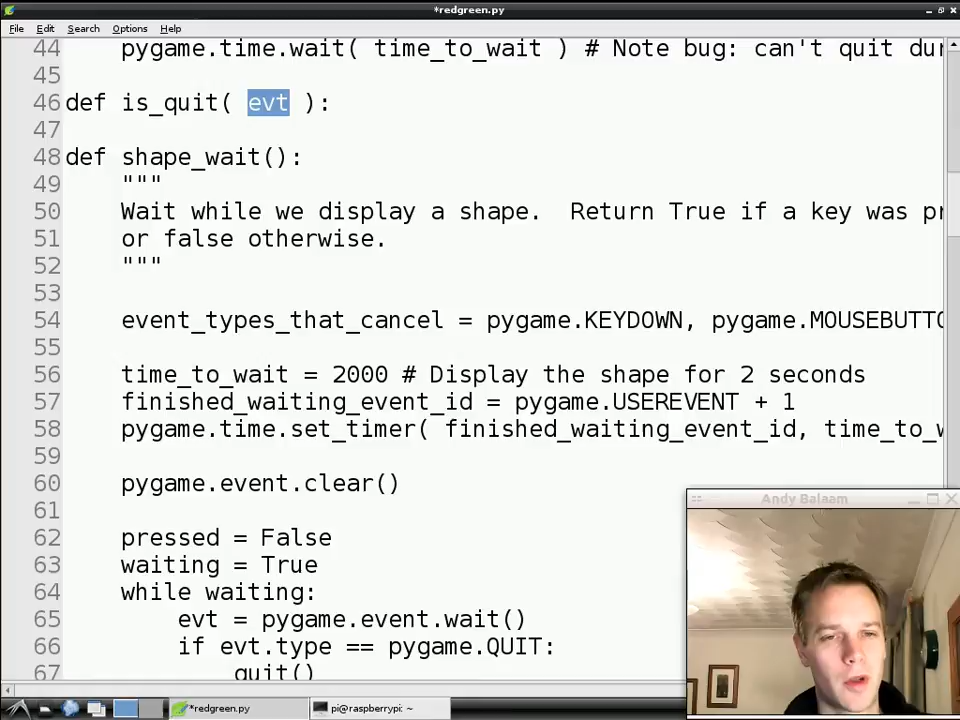 *redgreen.py
File Edit Search Options Help
44 pygame.time.wait( time_to_wait ) # Note bug: can't quit dur
45
46 def is_quit( evt ):
47
48 def shape_wait():
49 """
50 Wait while we display a shape.  Return True if a key was pr
51 or false otherwise.
52 """
53
54 event_types_that_cancel = pygame.KEYDOWN, pygame.MOUSEBUTTO
55
56 time_to_wait = 2000 # Display the shape for 2 seconds
57 finished_waiting_event_id = pygame.USEREVENT + 1
58 pygame.time.set_timer( finished_waiting_event_id, time_to_w
59
60 pygame.event.clear()
61
62 pressed = False
63 waiting = True
64 while waiting:
65 evt = pygame.event.wait()
66 if evt.type == pygame.QUIT:
67 quit()
Andy Balaam
*redgreen.py
pi@raspberrypi: ~